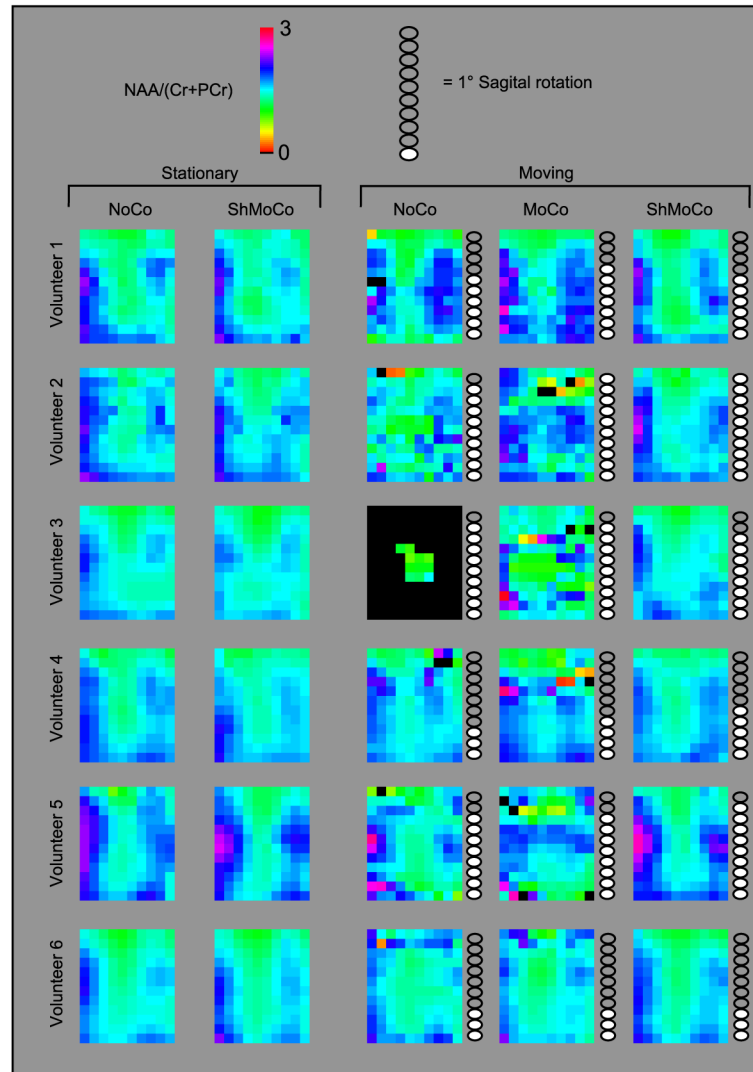 3
NAA/(Cr+PCr)
= 1° Sagital rotation
0
Stationary
Moving
NoCo
ShMoCo
NoCo
MoCo
ShMoCo
Volunteer 1
Volunteer 2
Volunteer 3
Volunteer 4
Volunteer 5
Volunteer 6